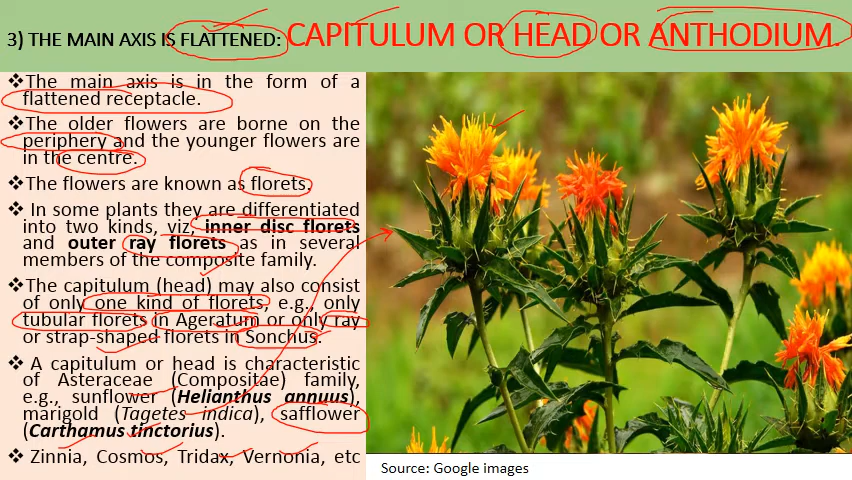 3) THE MAIN AXIS IS FLATTENED: CAPITULUM OR HEAD OR ANTHODIUM.
❖The main axis is in the form of a
flattened receptacle.
❖The older flowers are borne on the
periphery and the younger flowers are
in the centre.
❖The flowers are known as florets.
❖ In some plants they are differentiated
into two kinds, viz, inner disc florets
and outer ray florets as in several
members of the composite family.
❖The capitulum (head) may also consist
of only one kind of florets, e.g., only
tubular florets in Ageratum or only ray
or strap-shaped florets in Sonchus.
❖ A capitulum or head is characteristic
of Asteraceae (Compositae) family,
e.g., sunflower (Helianthus annuus),
marigold (Tagetes indica), safflower
(Carthamus tinctorius).
❖ Zinnia, Cosmos, Tridax, Vernonia, etc
Source: Google images